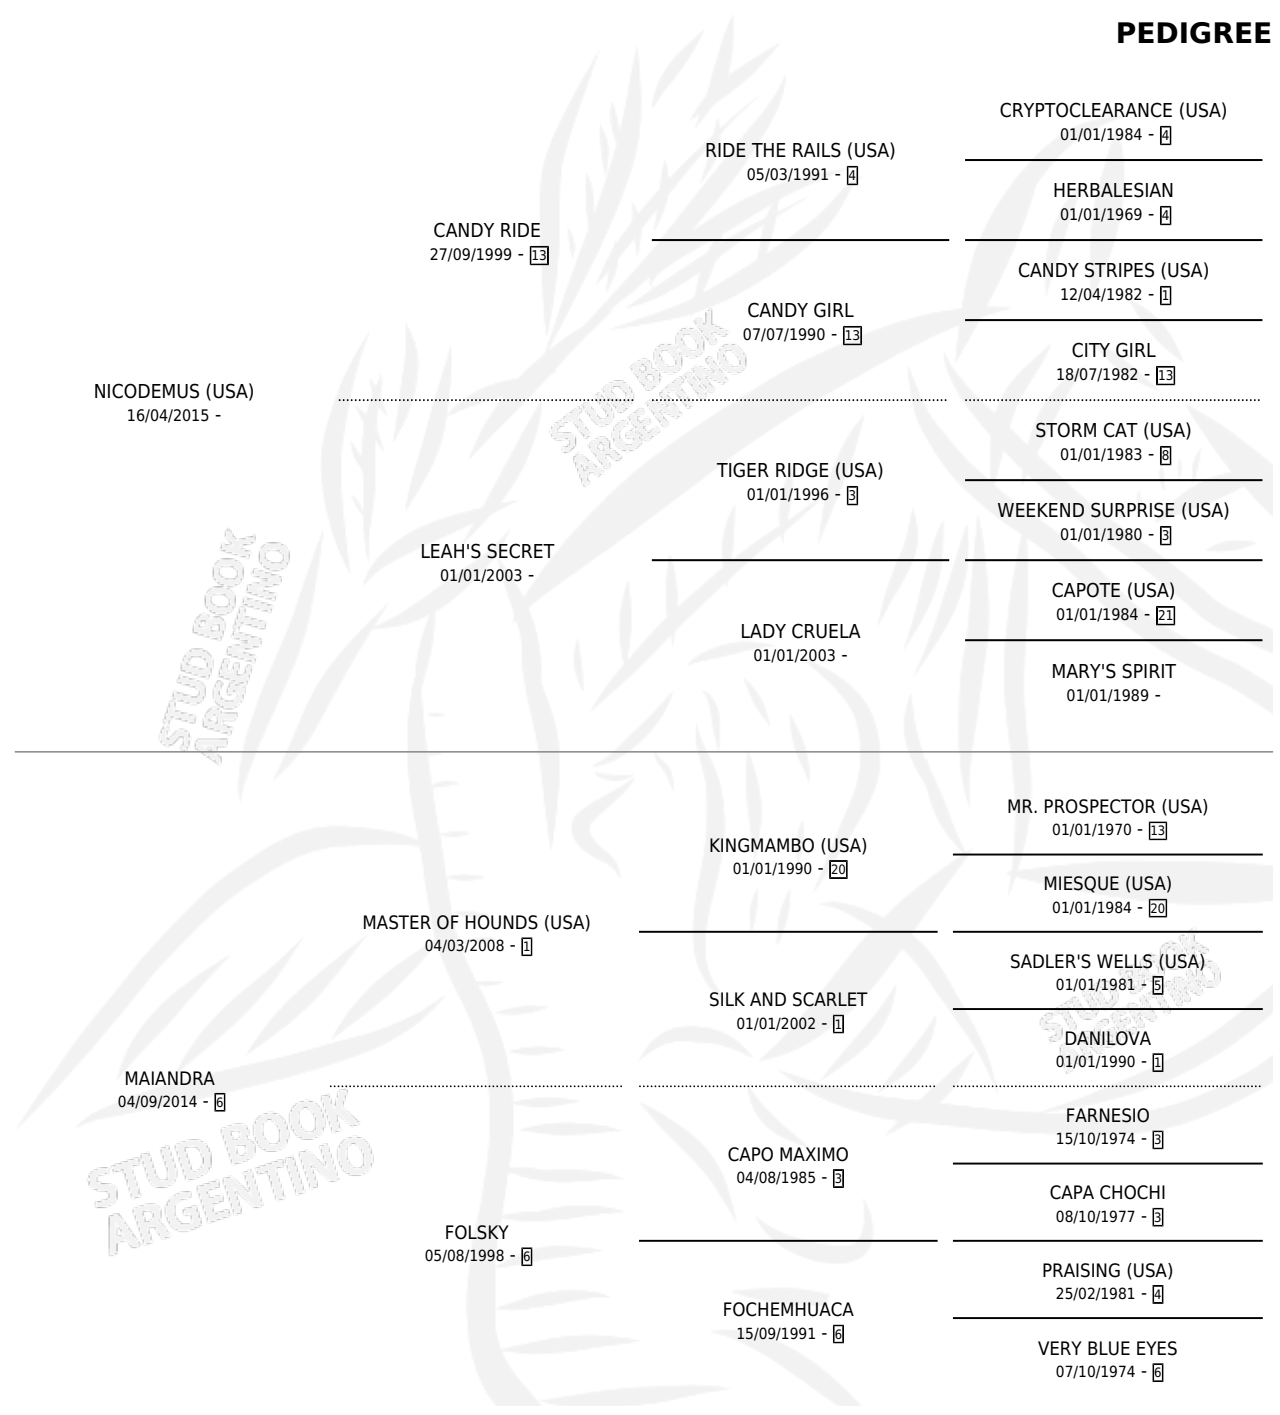 PEDIGREE
CRYPTOCLEARANCE (USA)
01/01/1984 - 4
RIDE THE RAILS (USA)
05/03/1991 - 4
HERBALESIAN
01/01/1969 - 4
CANDY RIDE
27/09/1999 - 13
CANDY STRIPES (USA)
12/04/1982 - 1
CANDY GIRL
07/07/1990 - 13
CITY GIRL
18/07/1982 - 13
NICODEMUS (USA)
16/04/2015 -
STUD BOOK
ARGENTINO
STORM CAT (USA)
01/01/1983 - 8
TIGER RIDGE (USA)
01/01/1996 - 3
WEEKEND SURPRISE (USA)
01/01/1980 - 3
LEAH'S SECRET
01/01/2003 -
CAPOTE (USA)
01/01/1984 - 21
LADY CRUELA
01/01/2003 -
MARY'S SPIRIT
01/01/1989 -
STUD BOOK
ARGENTINO
MR. PROSPECTOR (USA)
01/01/1970 - 13
KINGMAMBO (USA)
01/01/1990 - 20
MIESQUE (USA)
01/01/1984 - 20
MASTER OF HOUNDS (USA)
04/03/2008 - 1
SADLER'S WELLS (USA)
01/01/1981 - 5
SILK AND SCARLET
01/01/2002 - 1
STUD BOOK
ARGENTINO
DANILOVA
01/01/1990 - 1
MAIANDRA
04/09/2014 - 6
STUD BOOK
ARGENTINO
FARNESIO
15/10/1974 - 3
CAPO MAXIMO
04/08/1985 - 3
CAPA CHOCHI
08/10/1977 - 3
FOLSKY
05/08/1998 - 6
PRAISING (USA)
25/02/1981 - 4
FOCHEMHUACA
15/09/1991 - 6
VERY BLUE EYES
07/10/1974 - 6